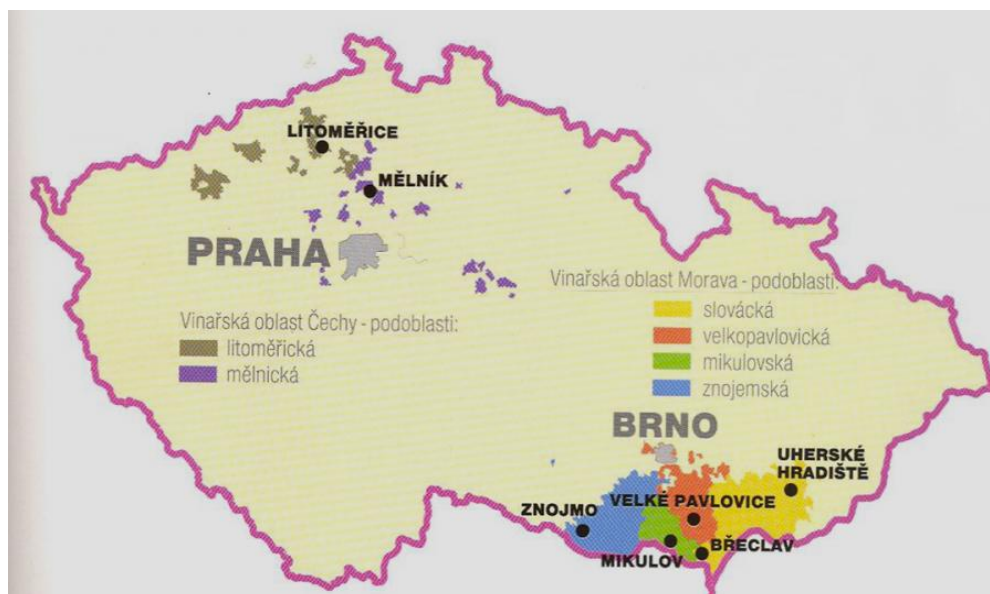 LITOMĚŘICE
MĚLNÍK
PRAHA
Vinařská oblast Čechy - podoblasti:
litoměřická
mělnická
Vinařská oblast Morava - podoblasti:
slovácká
velkopavlovická
mikulovská
znojemská
BRNO
UHERSKÉ
HRADIŠTĚ
VELKÉ PAVLOVICE
ZNOJMO
BŘECLAV
MIKULOV